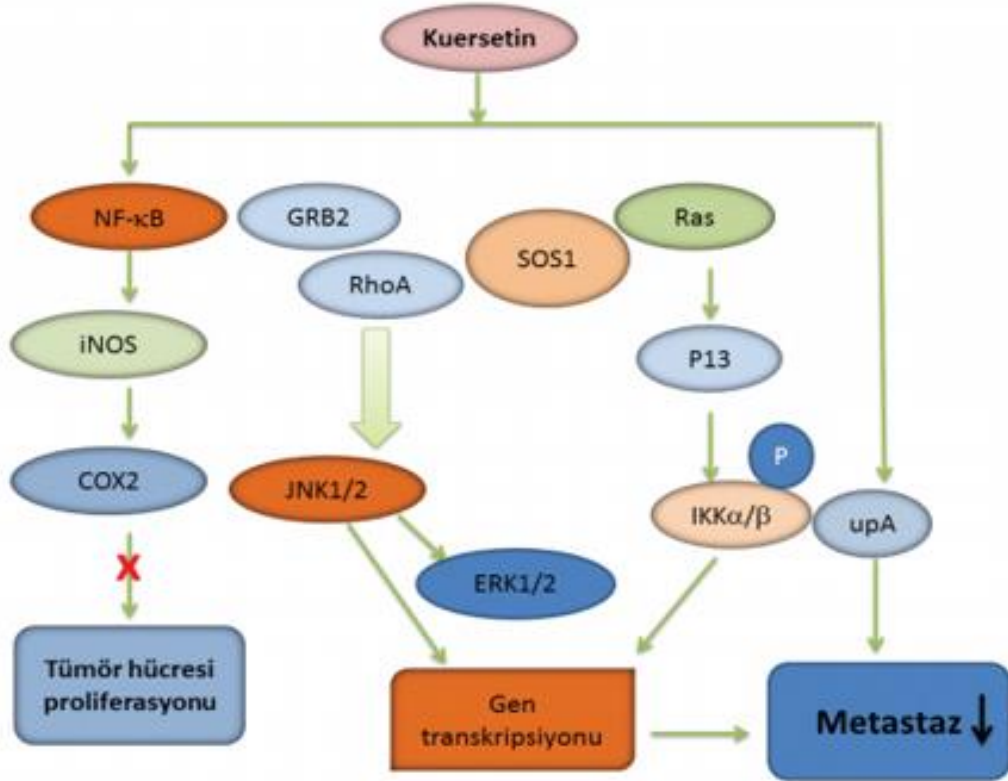 Kuersetin
NF-κB
GRB2
Ras
SOS1
RhoA
iNOS
P13
P
COX2
JNK1/2
IKKα/β
upA
X
ERK1/2
Tümör hücresi
proliferasyonu
Gen
transkripsiyonu
Metastaz